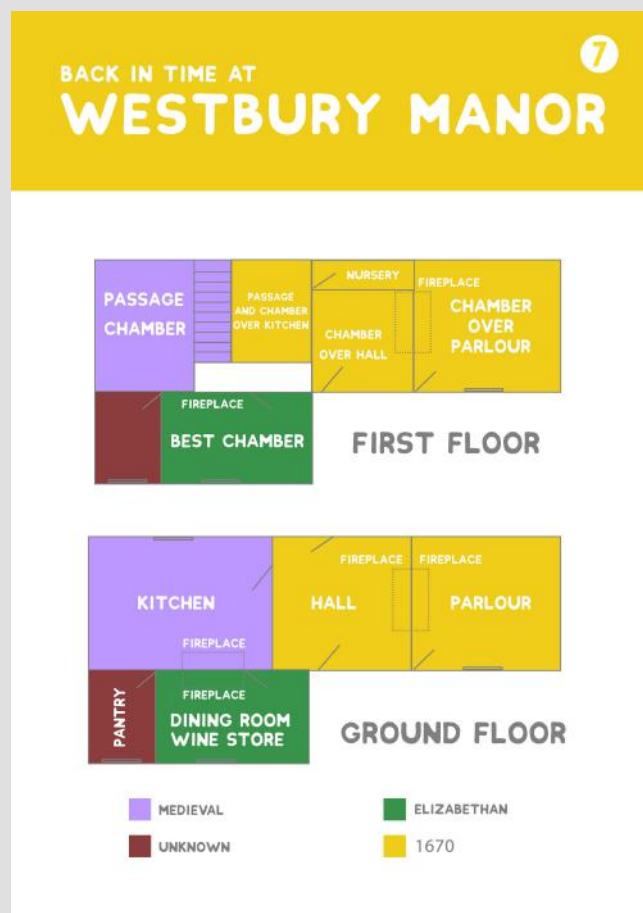 7
BACK IN TIME AT
WESTBURY MANOR
PASSAGE
CHAMBER
PASSAGE
AND CHAMBER
OVER KITCHEN
NURSERY
CHAMBER
OVER HALL
FIREPLACE
CHAMBER
OVER
PARLOUR
FIREPLACE
BEST CHAMBER
FIRST FLOOR
KITCHEN
FIREPLACE
HALL
FIREPLACE
FIREPLACE
PARLOUR
PANTRY
FIREPLACE
DINING ROOM
WINE STORE
GROUND FLOOR
MEDIEVAL
ELIZABETHAN
UNKNOWN
1670